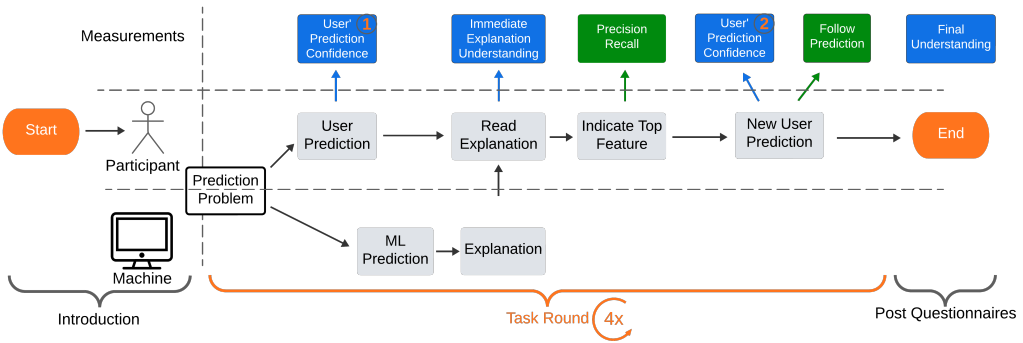 Measurements
User'
Prediction
Confidence
1
Immediate
Explanation
Understanding
Precision
Recall
User'
Prediction
Confidence
2
Follow
Prediction
Final
Understanding
Start
Participant
User
Prediction
Read
Explanation
Indicate Top
Feature
New User
Prediction
End
Prediction
Problem
Machine
ML
Prediction
Explanation
Introduction
Task Round
4x
Post Questionnaires